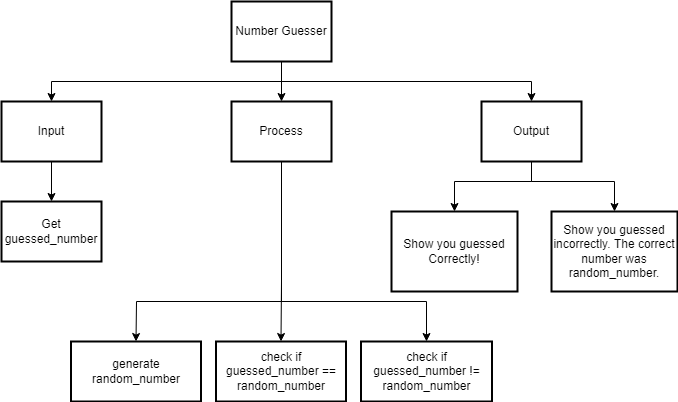 Number Guesser
Input
Process
Output
Get
guessed_number
Show you guessed
Correctly!
Show you guessed
incorrectly. The correct
number was
random_number.
generate
random_number
check if
guessed_number ==
random_number
check if
guessed_number !=
random_number